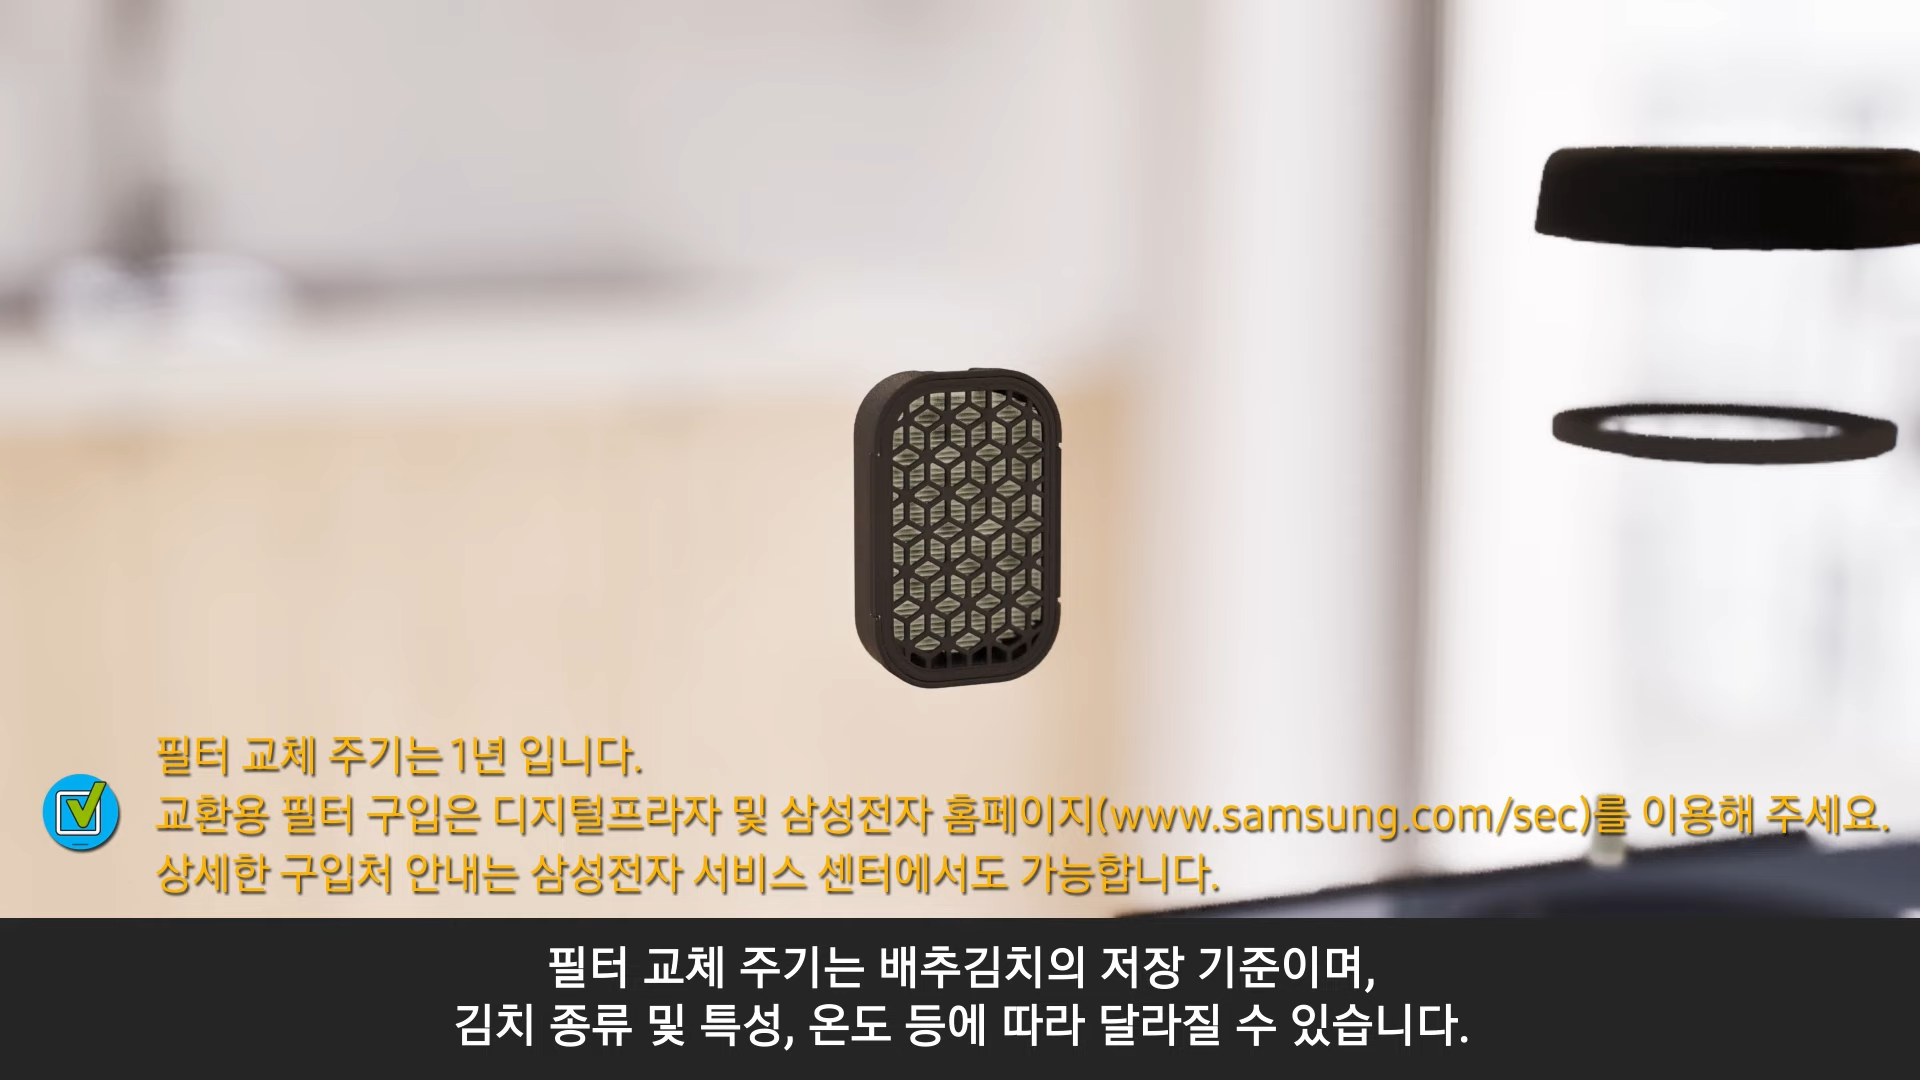 필터 교체 주기는 1년 입니다.
교환용 필터 구입은 디지털프라자 및 삼성전자 홈페이지(www.samsung.com/sec)를 이용해 주세요.
상세한 구입처 안내는 삼성전자 서비스 센터에서도 가능합니다.
필터 교체 주기는 배추김치의 저장 기준이며,
김치 종류 및 특성, 온도 등에 따라 달라질 수 있습니다.